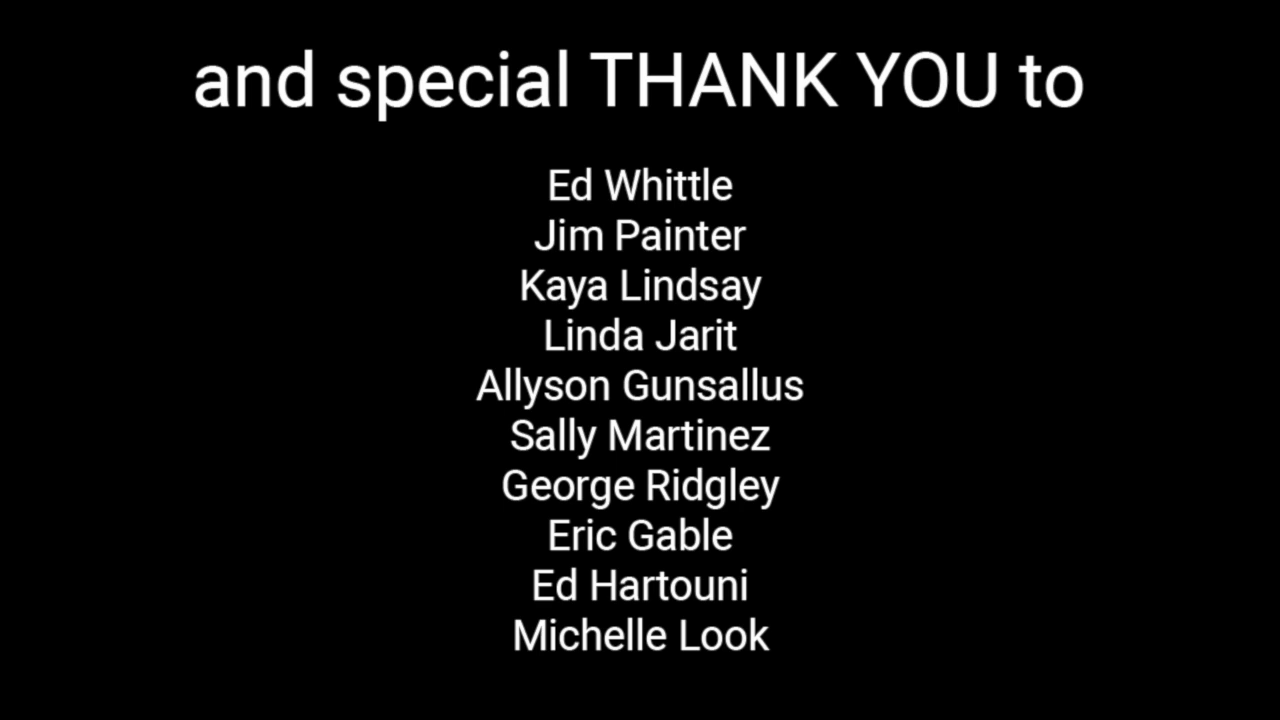 and special THANK YOU to
Ed Whittle
Jim Painter
Kaya Lindsay
Linda Jarit
Allyson Gunsallus
Sally Martinez
George Ridgley
Eric Gable
Ed Hartouni
Michelle Look